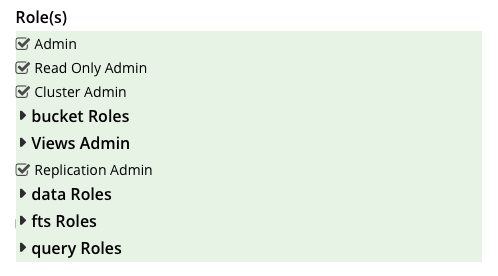 Role(s)
Admin
Read Only Admin
Cluster Admin
bucket Roles
Views Admin
Replication Admin
data Roles
fts Roles
query Roles